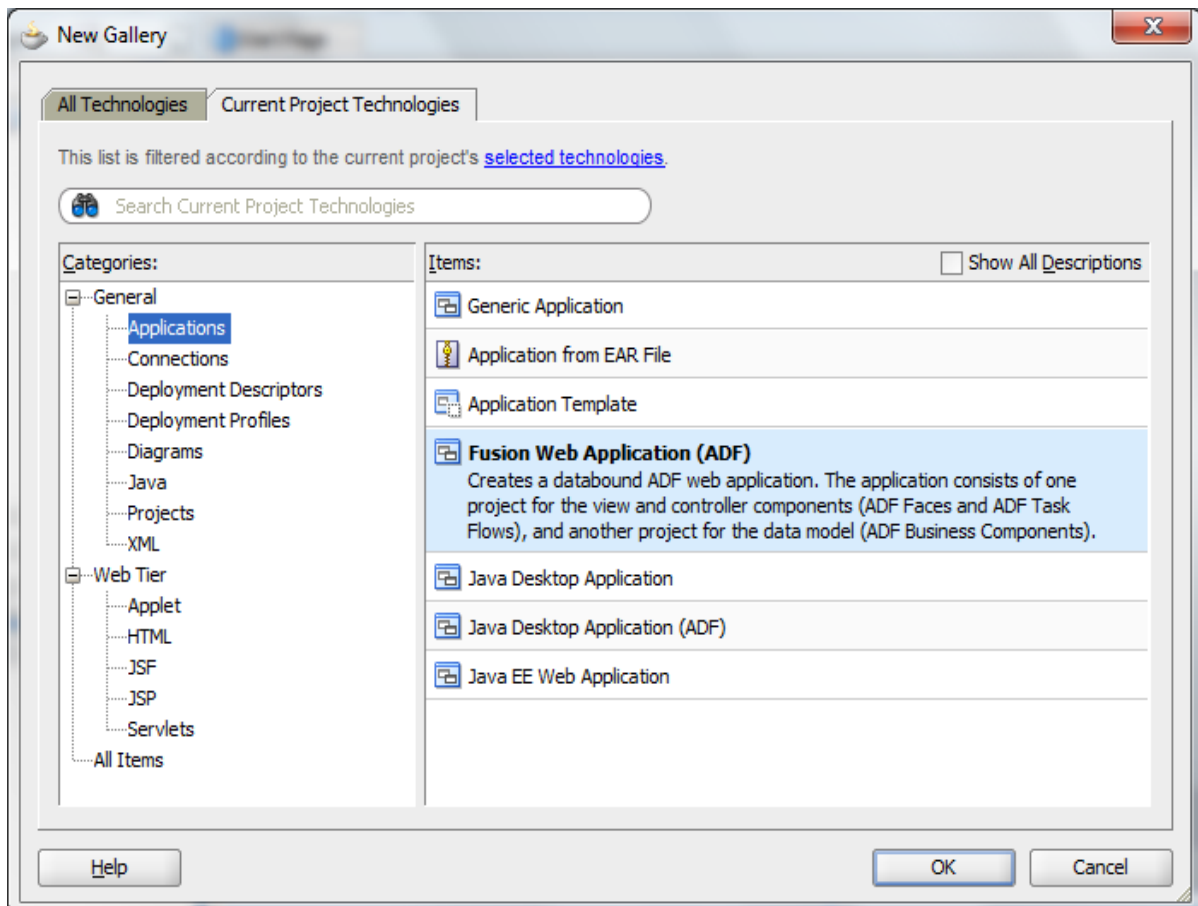 New Gallery
All Technologies
Current Project Technologies
This list is filtered according to the current project's selected technologies.
Search Current Project Technologies
Categories:
General
Applications
Connections
Deployment Descriptors
Deployment Profiles
Diagrams
Java
Projects
XML
Web Tier
Applet
HTML
JSF
JSP
Servlets
All Items
Items:
Show All Descriptions
Generic Application
Application from EAR File
Application Template
Fusion Web Application (ADF)
Creates a databound ADF web application. The application consists of one
project for the view and controller components (ADF Faces and ADF Task
Flows), and another project for the data model (ADF Business Components).
Java Desktop Application
Java Desktop Application (ADF)
Java EE Web Application
Help
OK
Cancel